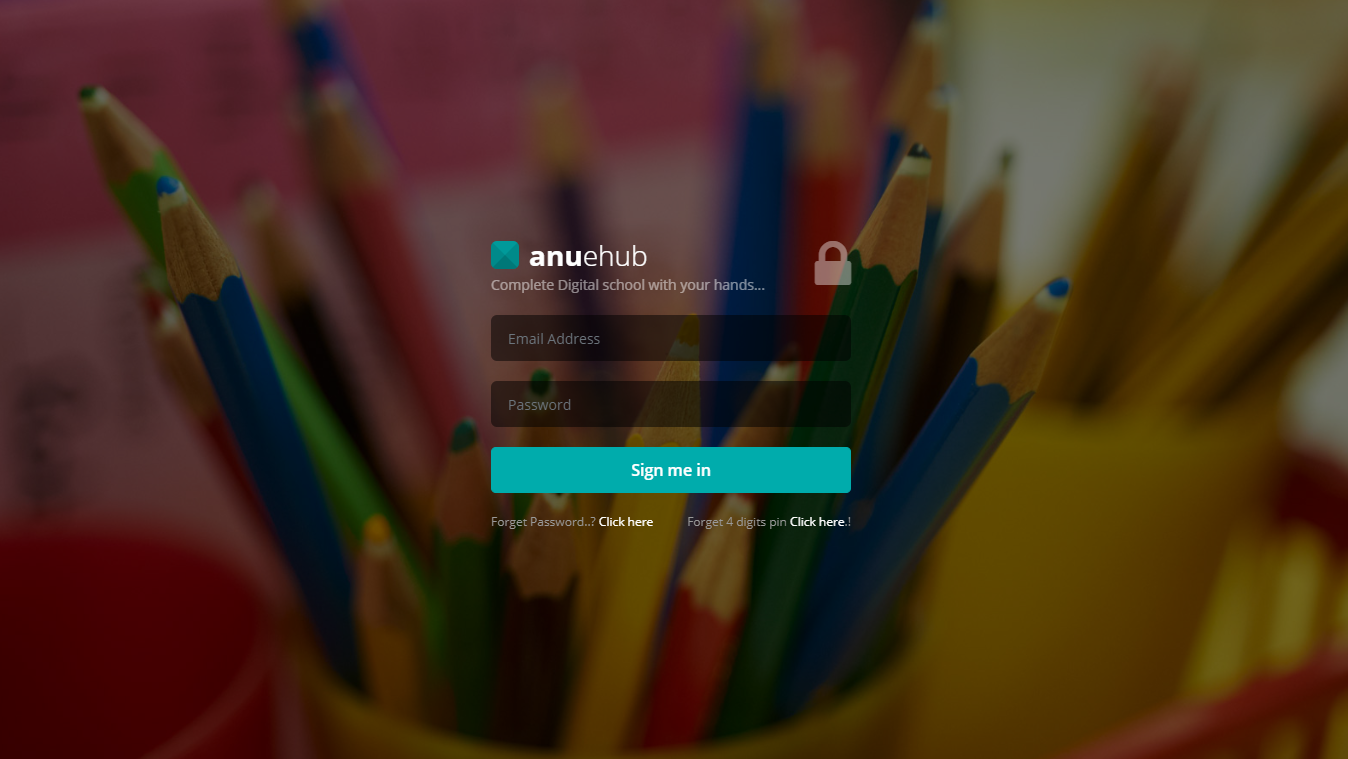 anuehub
Complete Digital school with your hands...
Email Address
Password
Sign me in
Forget Password..? Click here
Forget 4 digits pin Click here.!